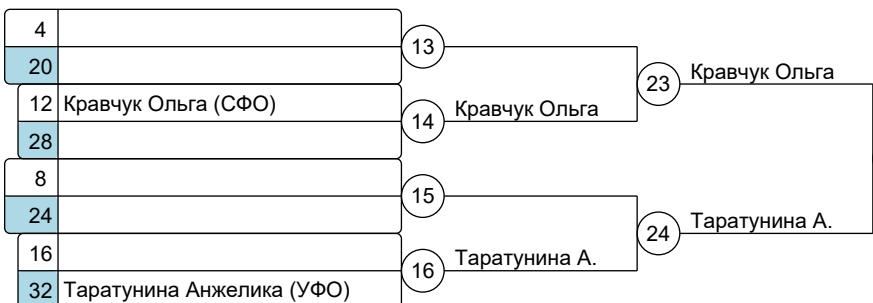 4
13
20
23 Кравчук Ольга
12 Кравчук Ольга (СФО)
14 Кравчук Ольга
28
8
15
24
24 Таратунина А.
16
16 Таратунина А.
32 Таратунина Анжелика (УФО)